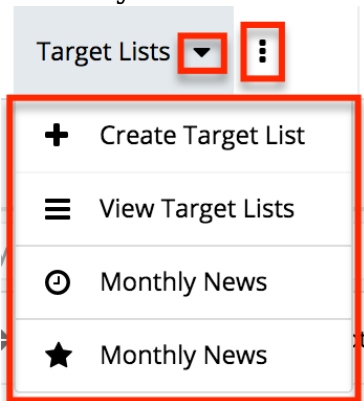 Target Lists
Create Target List
View Target Lists
Monthly News
Monthly News